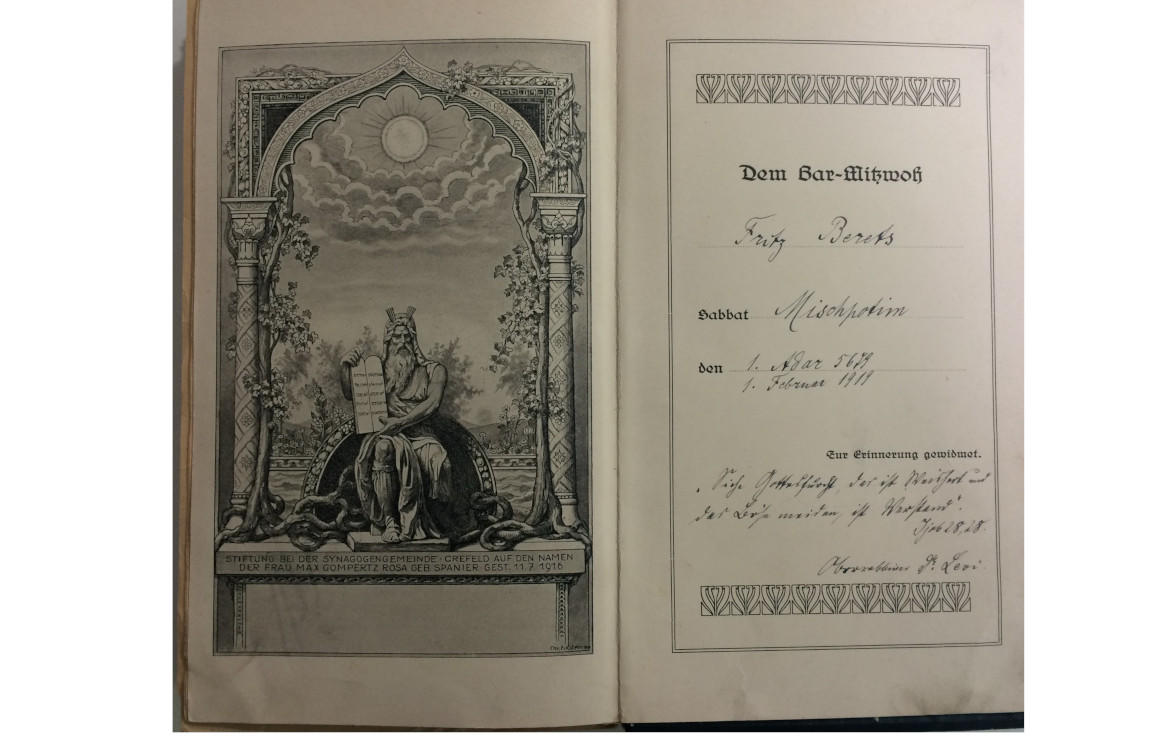 STIFTUNG BEI DER SYNAGOGENGEMEINDE · CREFELD AUF DEN NAMEN
DER FRAU MAX GOMPERTZ ROSA GEB. SPANIER GEST. 11.7.1916
Dem Bar-Mitzwoh
Fritz Berets
Sabbat Mischpotim
den 1. Adar 5679
1. Februar 1919
Zur Erinnerung gewidmet.
„Siehe Gottesfurcht, das ist Weisheit und
das Böse meiden, ist Verstand".
Ijob 28,28.
Oberrabbiner Dr. Levi